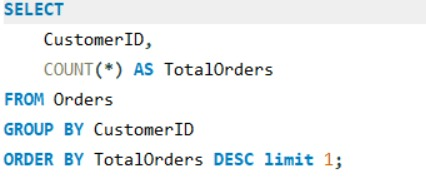 SELECT
    CustomerID,
    COUNT(*) AS TotalOrders
FROM Orders
GROUP BY CustomerID
ORDER BY TotalOrders DESC limit 1;